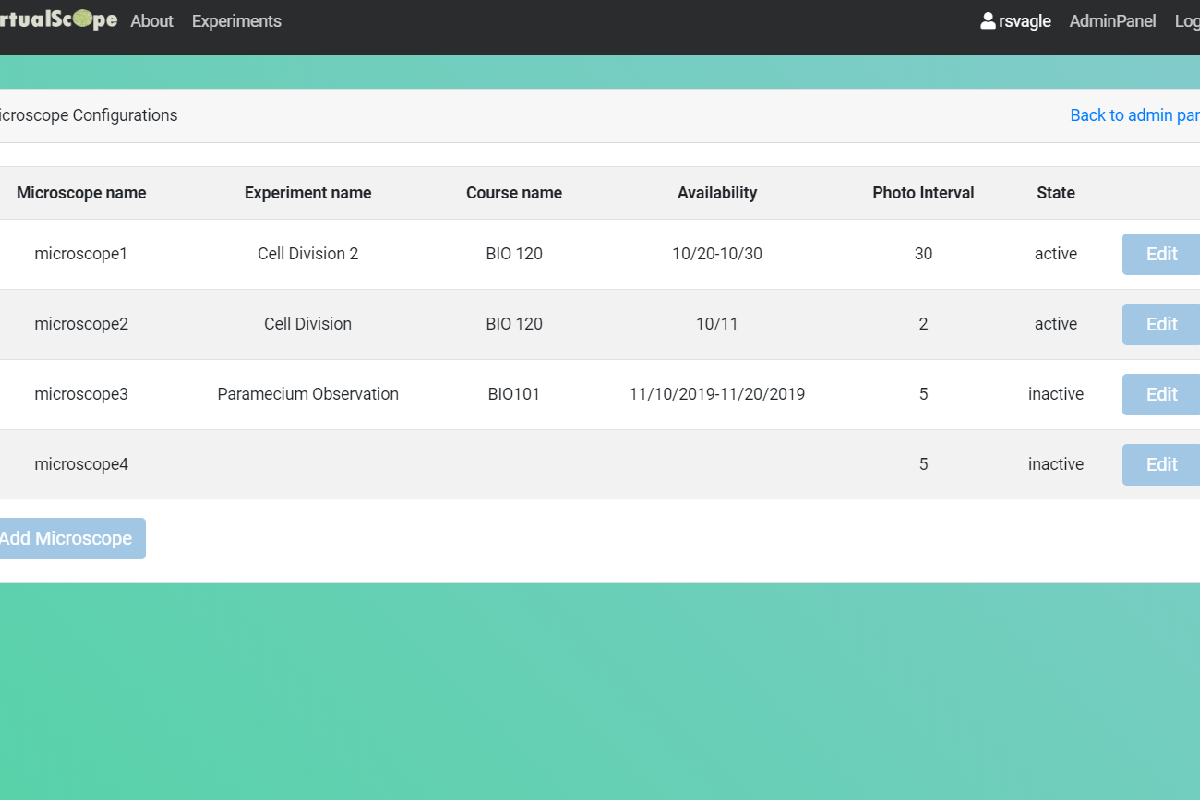 rtualScope About Experiments rsvagle AdminPanel Log
icroscope Configurations Back to admin pan
Microscope name Experiment name Course name Availability Photo Interval State
microscope1 Cell Division 2 BIO 120 10/20-10/30 30 active Edit
microscope2 Cell Division BIO 120 10/11 2 active Edit
microscope3 Paramecium Observation BIO101 11/10/2019-11/20/2019 5 inactive Edit
microscope4 5 inactive Edit
Add Microscope